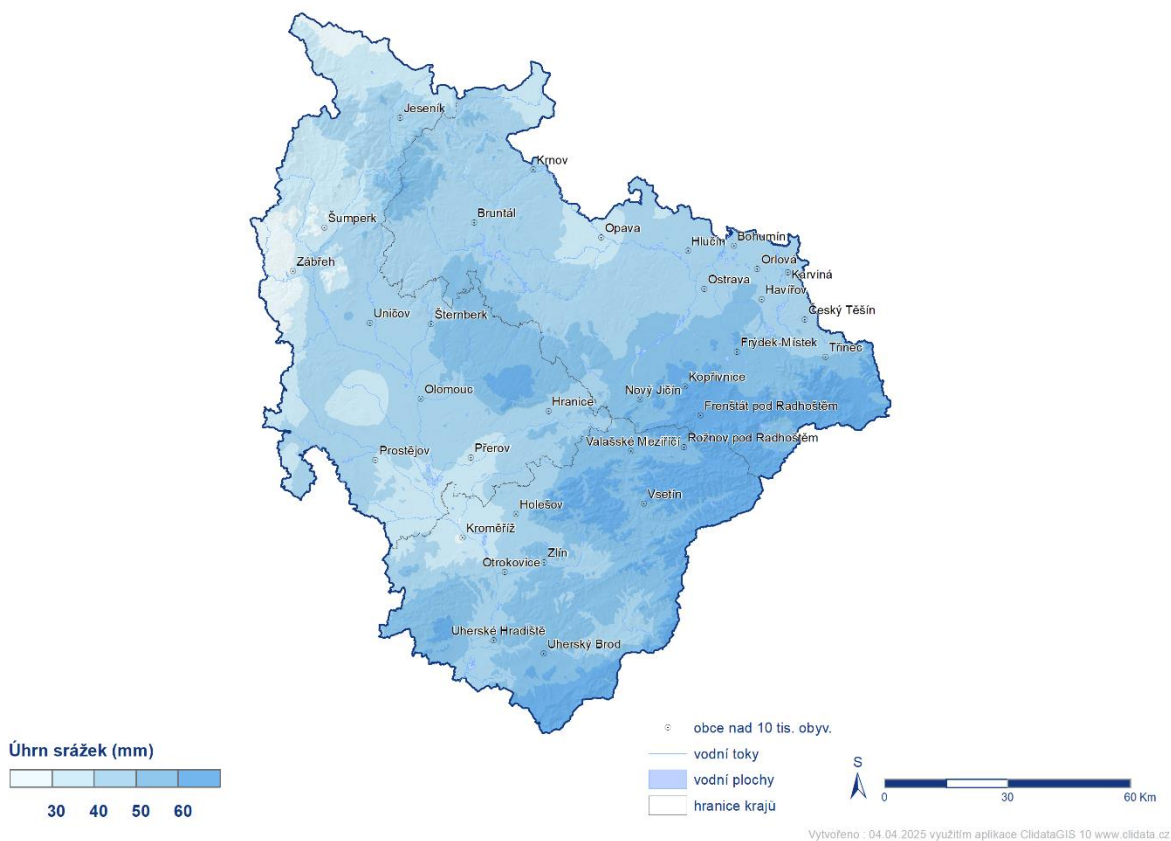 Jeseník
Krnov
Šumperk
Bruntál
Opava
Hlučín
Bohumín
Zábřeh
Orlová
Karviná
Ostrava
Havířov
Uničov
Šternberk
Český Těšín
Frýdek-Místek
Třinec
Kopřivnice
Olomouc
Nový Jičín
Hranice
Frenštát pod Radhoštěm
Valašské Meziříčí
Rožnov pod Radhoštěm
Prostějov
Přerov
Vsetín
Holešov
Kroměříž
Zlín
Otrokovice
Uherské Hradiště
Uherský Brod
Úhrn srážek (mm)
30 40 50 60
obce nad 10 tis. obyv.
vodní toky
vodní plochy
hranice krajů
S
0 30 60 Km
Vytvořeno : 04.04.2025 využitím aplikace ClidataGIS 10 www.clidata.cz